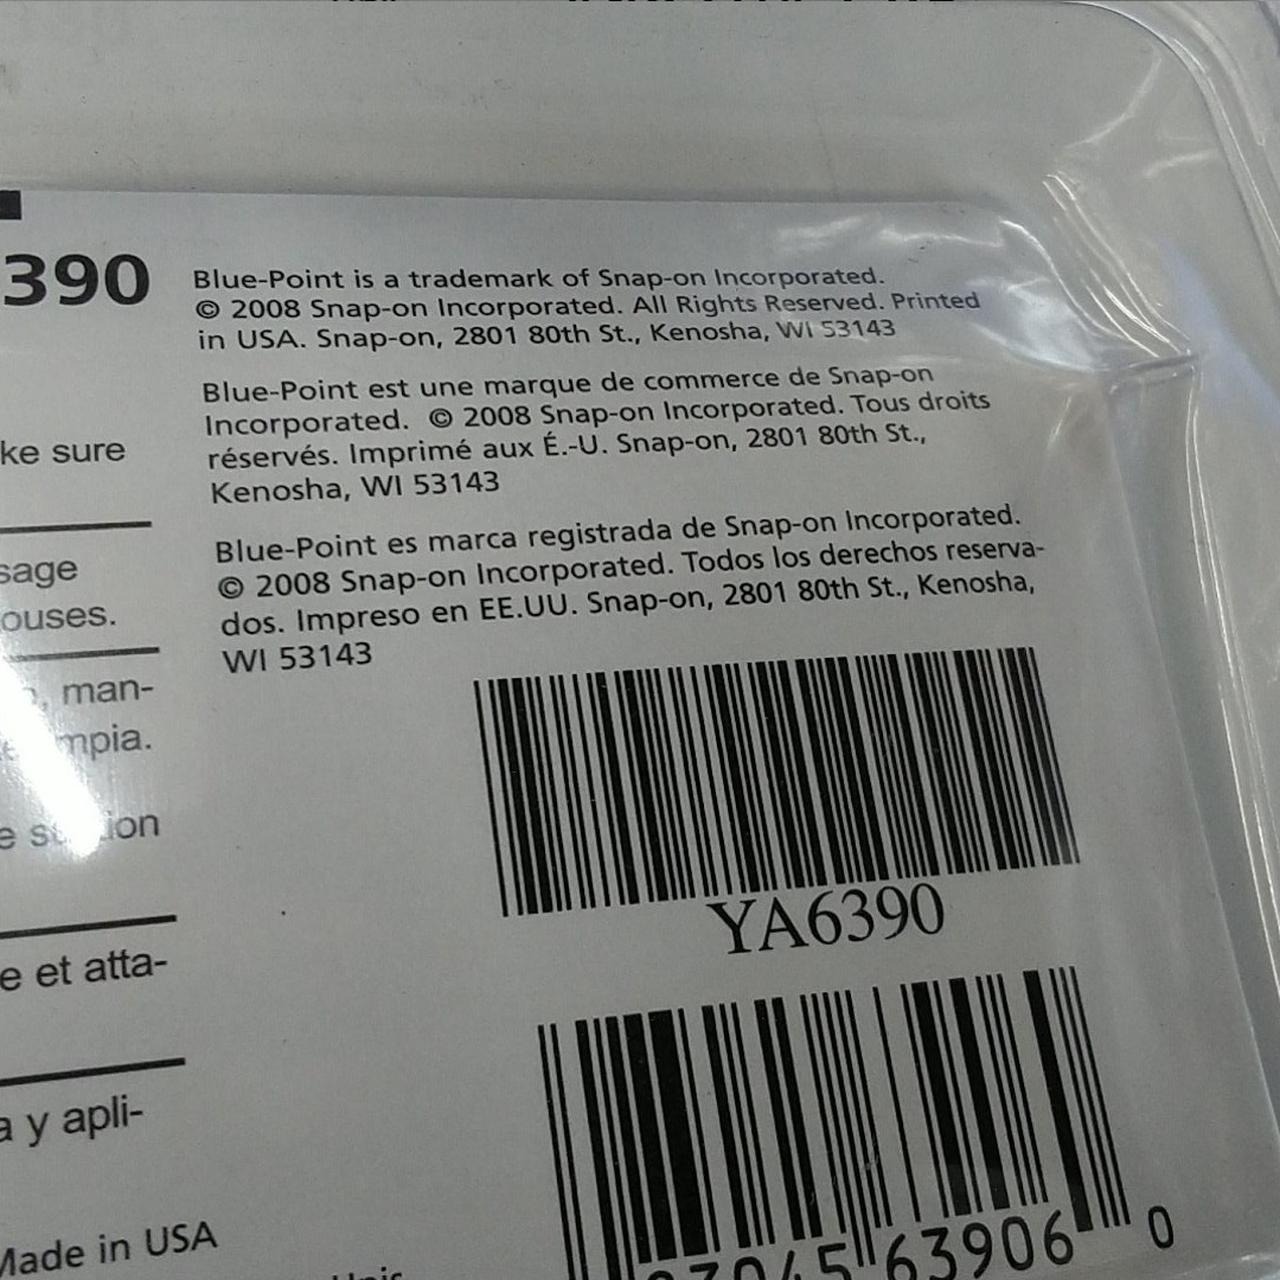 390
ke sure
sage
ouses.
man-
mpia.
e
ion
e et atta-
a y apli-
Made in USA
Blue-Point is a trademark of Snap-on Incorporated.
© 2008 Snap-on Incorporated. All Rights Reserved. Printed
in USA. Snap-on, 2801 80th St., Kenosha, WI 53143
Blue-Point est une marque de commerce de Snap-on
Incorporated. © 2008 Snap-on Incorporated. Tous droits
réservés. Imprimé aux É.-U. Snap-on, 2801 80th St.,
Kenosha, WI 53143
Blue-Point es marca registrada de Snap-on Incorporated.
© 2008 Snap-on Incorporated. Todos los derechos reserva-
dos. Impreso en EE.UU. Snap-on, 2801 80th St., Kenosha,
WI 53143
YA6390
63906 0